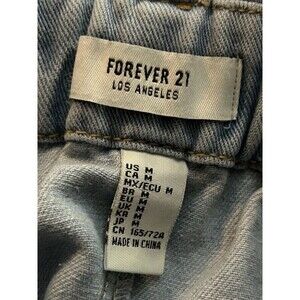 FOREVER 21
LOS ANGELES
US M
CA M
MX/ECU M
BR M
EU M
UK M
KR M
JP M
CN 165/72A
MADE IN CHINA